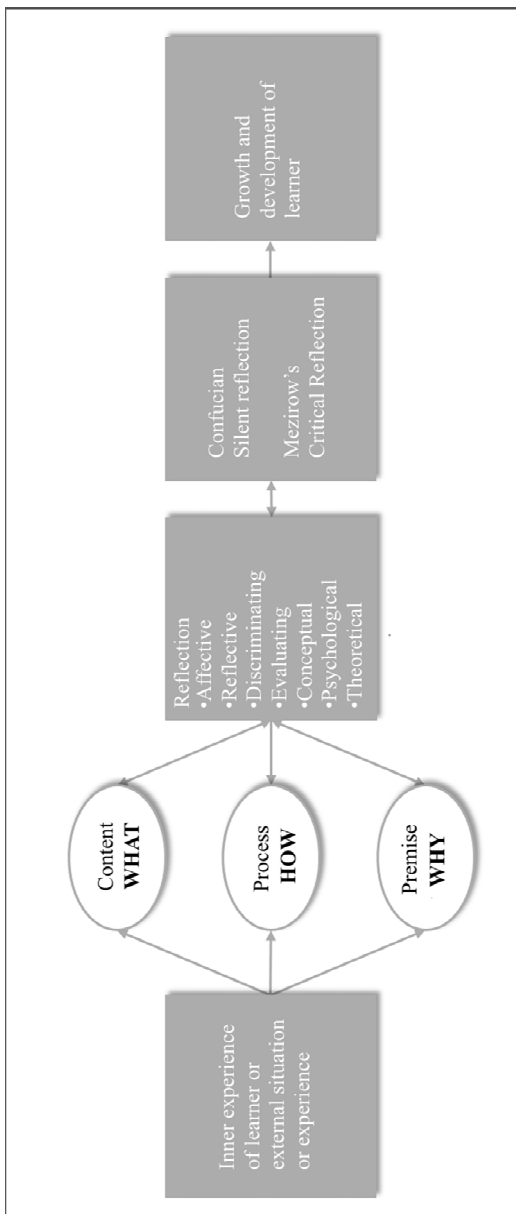 Inner experience
of learner or
external situation
or experience
Content
WHAT
Process
HOW
Premise
WHY
Reflection
•Affective
•Reflective
•Discriminating
•Evaluating
•Conceptual
•Psychological
•Theoretical
Confucian
Silent reflection
Mezirow’s
Critical Reflection
Growth and
development of
learner